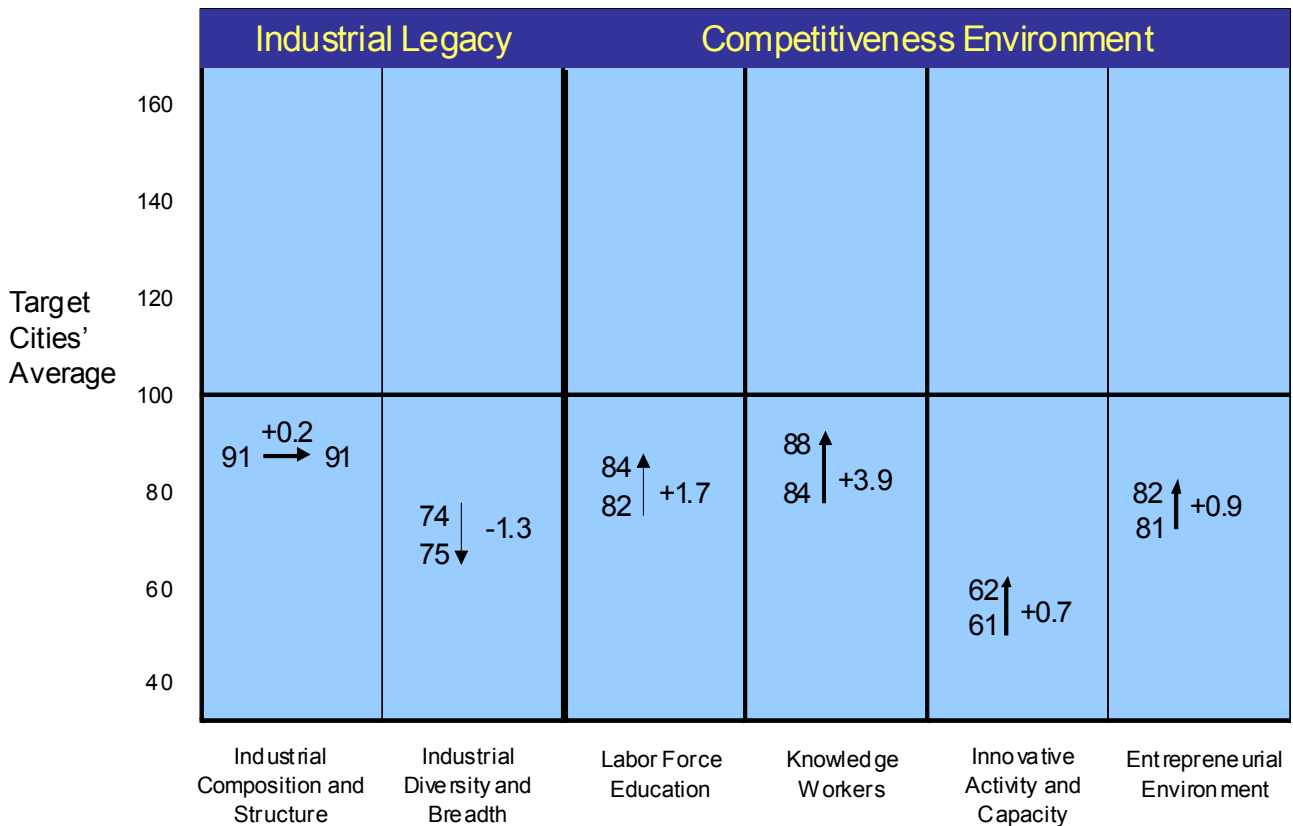 Industrial Legacy
Competitiveness Environment
160
140
120
Target
Cities’
Average
100
+0.2
91
91
80
60
40
74
75
-1.3
84
82
+1.7
88
84
+3.9
62
61
+0.7
82
81
+0.9
Industrial
Composition and
Structure
Industrial
Diversity and
Breadth
Labor Force
Education
Knowledge
Workers
Innovative
Activity and
Capacity
Entrepreneurial
Environment